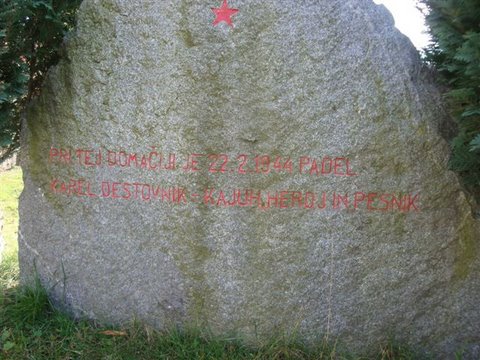 PRI TEJ DOMAČIJI JE 22.2.1944 PADEL
KAREL DESTOVNIK - KAJUH, HEROJ IN PESNIK